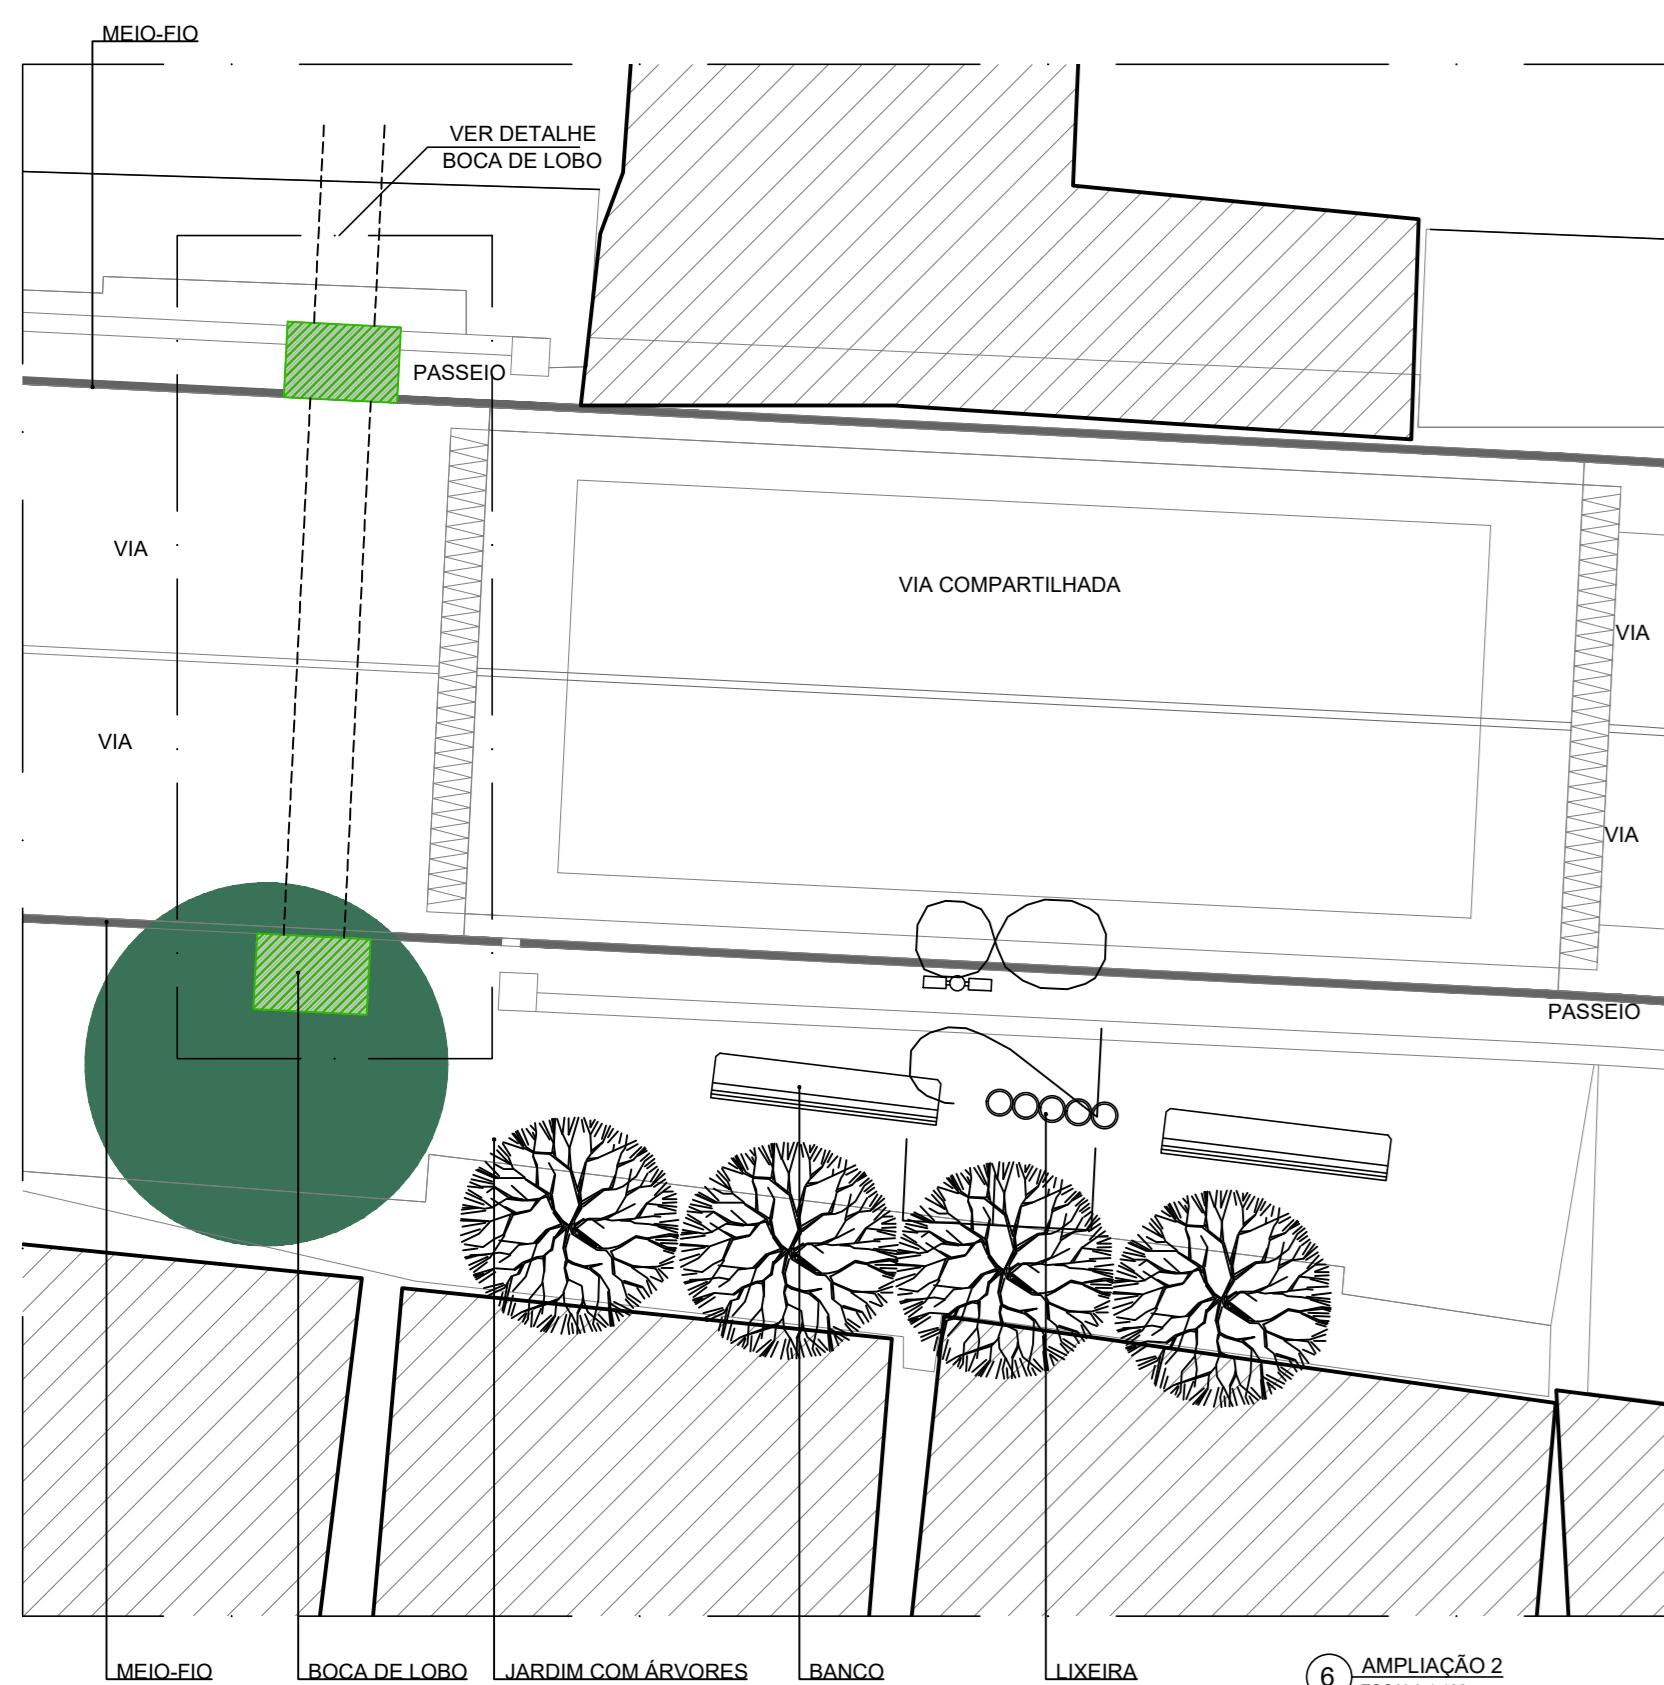 MEIO-FIO
VER DETALHE
BOCA DE LOBO
PASSEIO
VIA
VIA COMPARTILHADA
VIA
VIA
VIA
PASSEIO
MEIO-FIO
BOCA DE LOBO
JARDIM COM ÁRVORES
BANCO
LIXEIRA
6
AMPLIAÇÃO 2